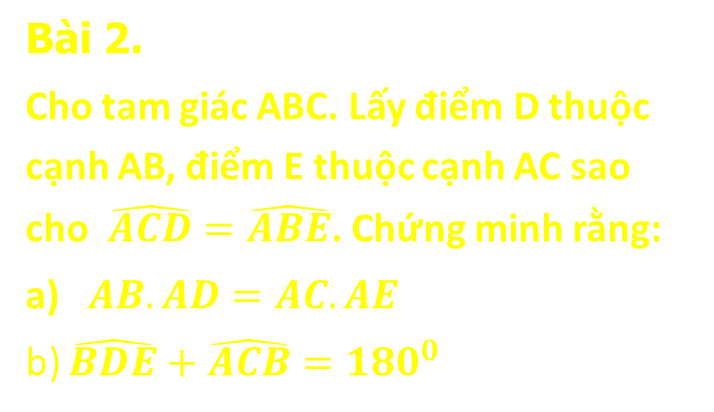 Bài 2.
Cho tam giác ABC. Lấy điểm D thuộc
cạnh AB, điểm E thuộc cạnh AC sao
cho $\widehat{ACD} = \widehat{ABE}$. Chứng minh rằng:
a) $AB.AD = AC.AE$
b) $\widehat{BDE} + \widehat{ACB} = 180^0$